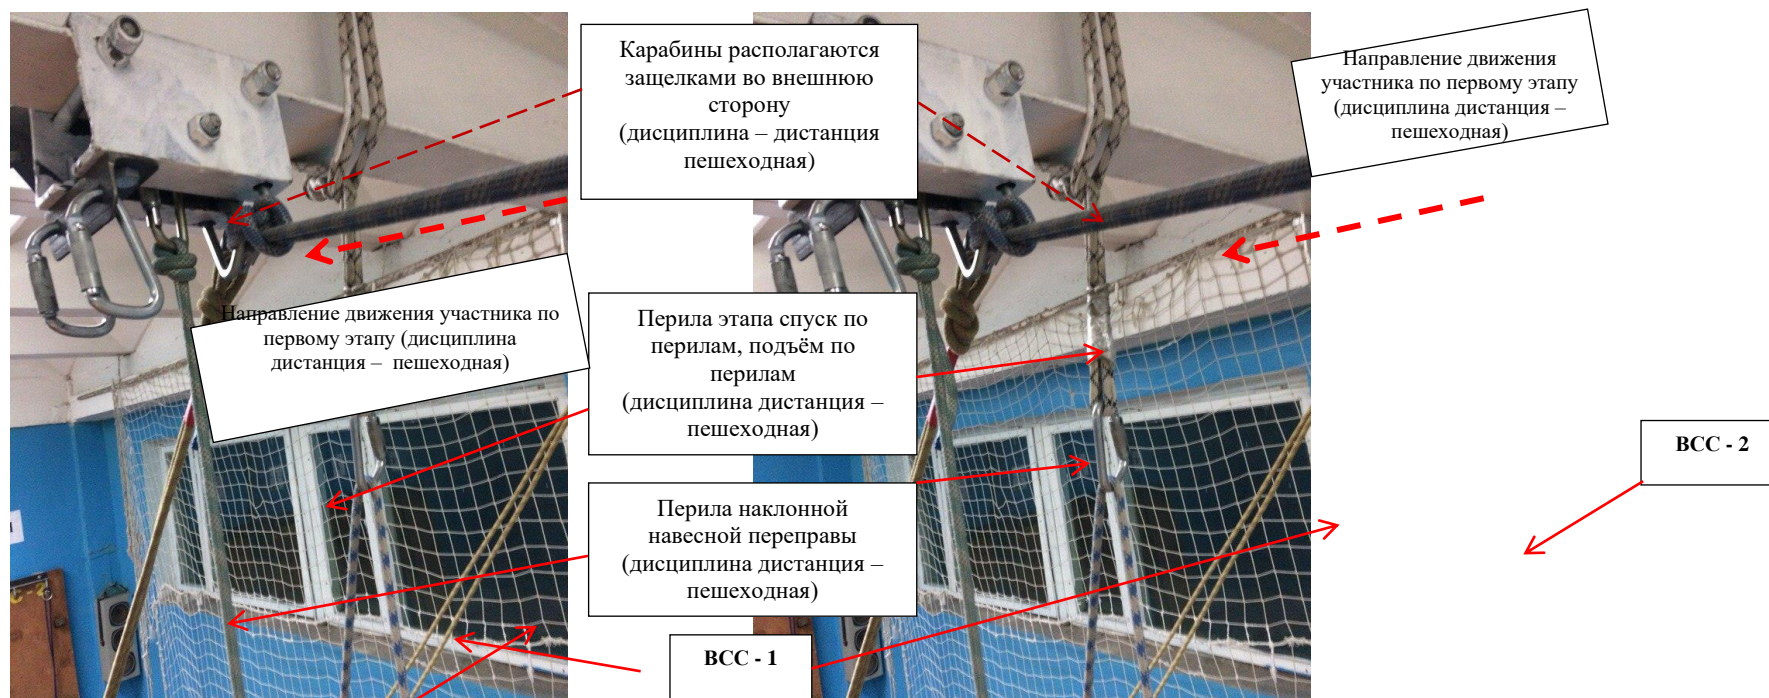 Карабины располагаются
защелками во внешнюю
сторону
(дисциплина – дистанция
пешеходная)
Направление движения
участника по первому этапу
(дисциплина дистанция –
пешеходная)
Направление движения участника по
первому этапу (дисциплина
дистанция – пешеходная)
Перила этапа спуск по
перилам, подъём по
перилам
(дисциплина дистанция –
пешеходная)
ВСС - 2
Перила наклонной
навесной переправы
(дисциплина дистанция –
пешеходная)
ВСС - 1